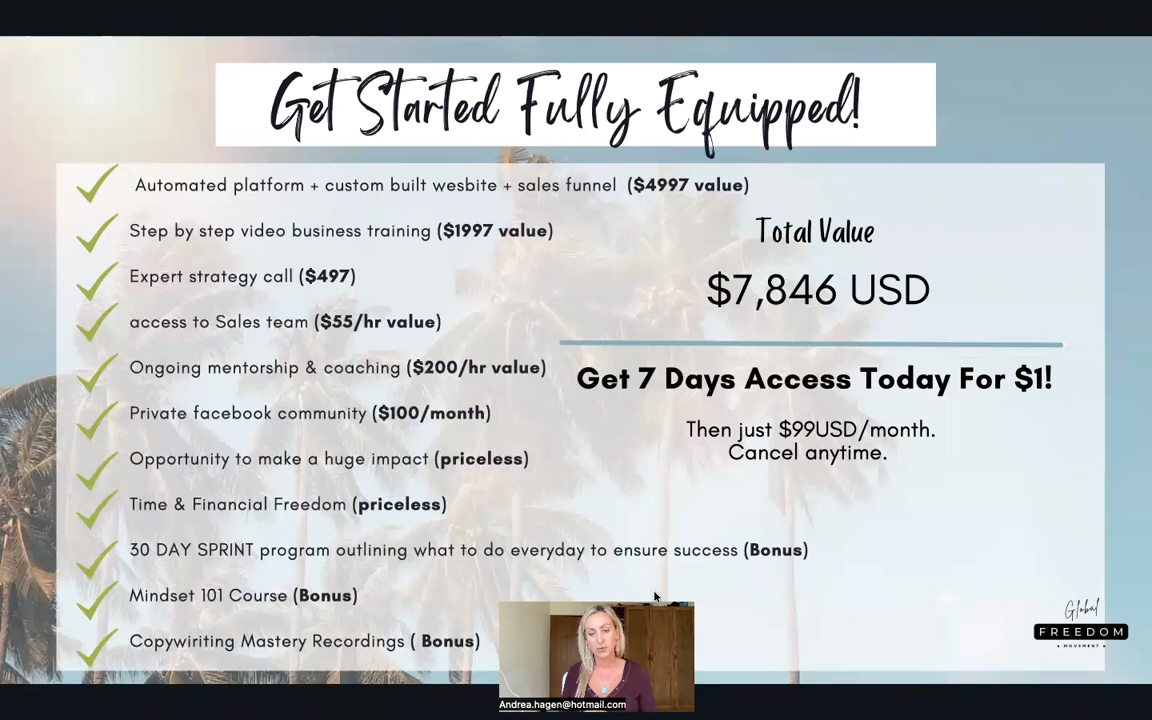 Get Started Fully Equipped!
Automated platform + custom built wesbite + sales funnel ($4997 value)
Step by step video business training ($1997 value)
Expert strategy call ($497)
access to Sales team ($55/hr value)
Ongoing mentorship & coaching ($200/hr value)
Private facebook community ($100/month)
Opportunity to make a huge impact (priceless)
Time & Financial Freedom (priceless)
30 DAY SPRINT program outlining what to do everyday to ensure success (Bonus)
Mindset 101 Course (Bonus)
Copywiriting Mastery Recordings ( Bonus)
Total Value
$7,846 USD
Get 7 Days Access Today For $1!
Then just $99USD/month.
Cancel anytime.
Global
FREEDOM
• MOVEMENT •
Andrea.hagen@hotmail.com